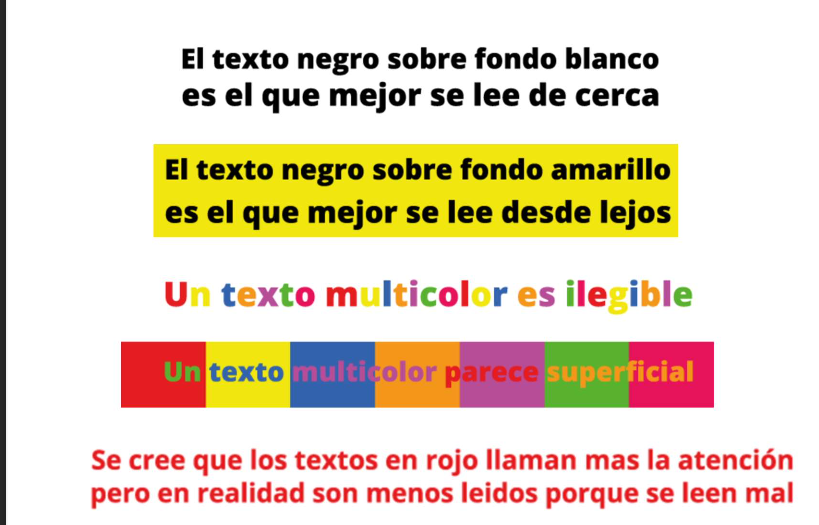 El texto negro sobre fondo blanco
es el que mejor se lee de cerca
El texto negro sobre fondo amarillo
es el que mejor se lee desde lejos
Un texto multicolor es ilegible
Un texto multicolor parece superficial
Se cree que los textos en rojo llaman mas la atención
pero en realidad son menos leidos porque se leen mal